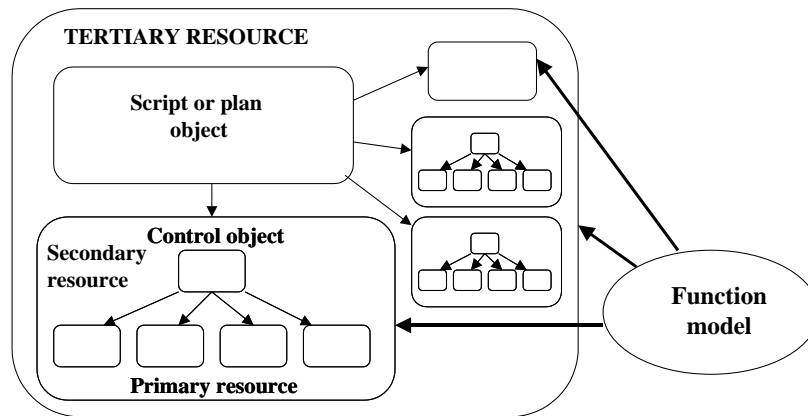 TERTIARY RESOURCE
Script or plan
object
Control object
Secondary
resource
Primary resource
Function
model